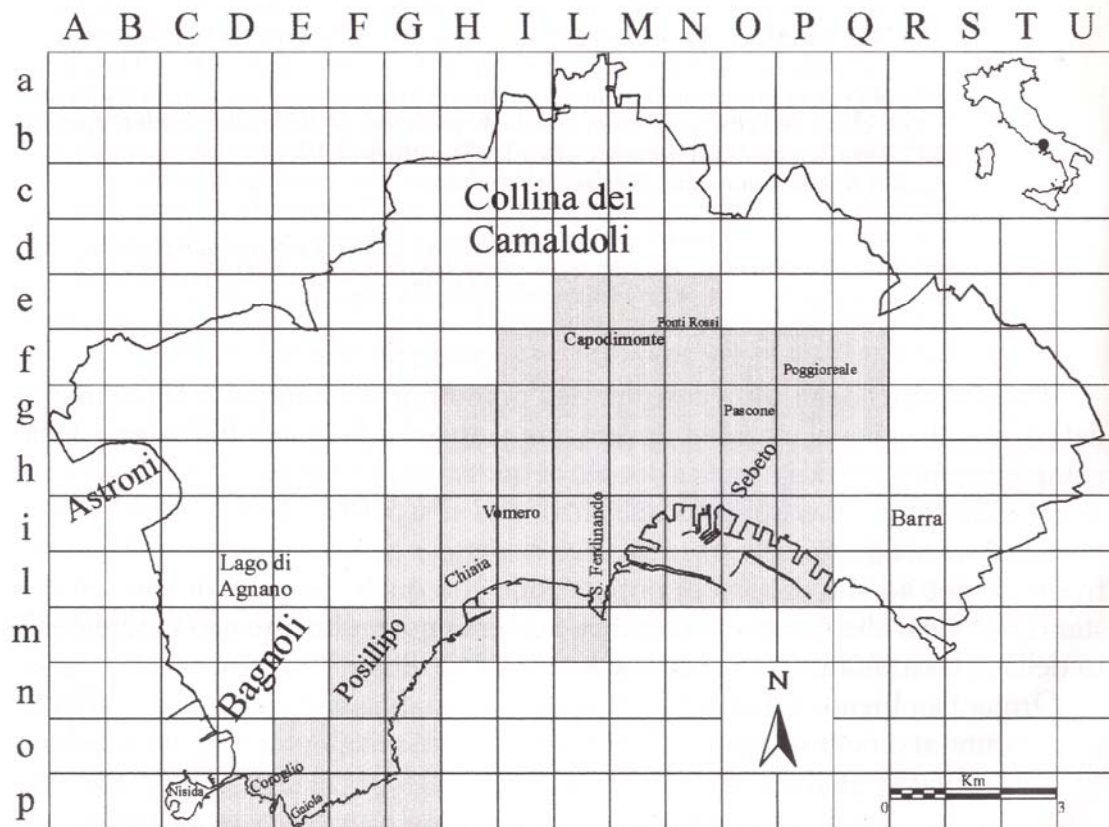 A B C D E F G H I L M N O P Q R S T U
a
b
c
d
e
f
g
h
i
l
m
n
o
p
Collina dei
Camaldoli
Ponti Rossi
Capodimonte
Poggioreale
Pascone
Astroni
Sebeto
Vomero
S. Ferdinando
Barra
Lago di
Agnano
Chiaia
Bagnoli
Posillipo
N
Nisida
Coroglio
Gaiola
Km
0 3